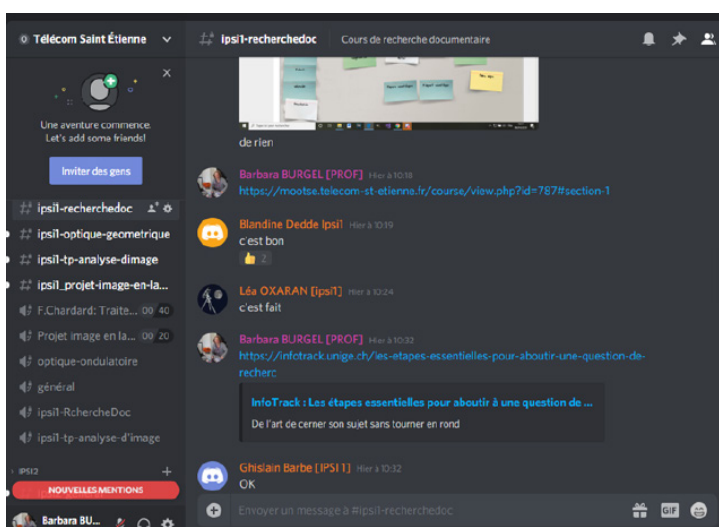 Télécom Saint Étienne
Une aventure commence.
Let's add some friends!
Inviter des gens
ipsi1-recherchedoc
ipsi1-optique-geometrique
ipsi1-tp-analyse-dimage
ipsi1_projet-image-en-la...
F.Chardard: Traite... 00 40
Projet image en la... 00 20
optique-ondulatoire
général
ipsi1-RchercheDoc
ipsi1-tp-analyse-d'image
IPSI2
NOUVELLES MENTIONS
Barbara BU...
ipsi1-recherchedoc Cours de recherche documentaire
de rien
Barbara BURGEL [PROF] Hier à 10:18
https://mootse.telecom-st-etienne.fr/course/view.php?id=787#section-1
Blandine Dedde Ipsi1 Hier à 10:19
c'est bon
2
Léa OXARAN [ipsi1] Hier à 10:24
c'est fait
Barbara BURGEL [PROF] Hier à 10:32
https://infotrack.unige.ch/les-etapes-essentielles-pour-aboutir-une-question-de-
recherc
InfoTrack : Les étapes essentielles pour aboutir à une question de ...
De l'art de cerner son sujet sans tourner en rond
Ghislain Barbe [IPSI 1] Hier à 10:32
OK
Envoyer un message à #ipsi1-recherchedoc
GIF